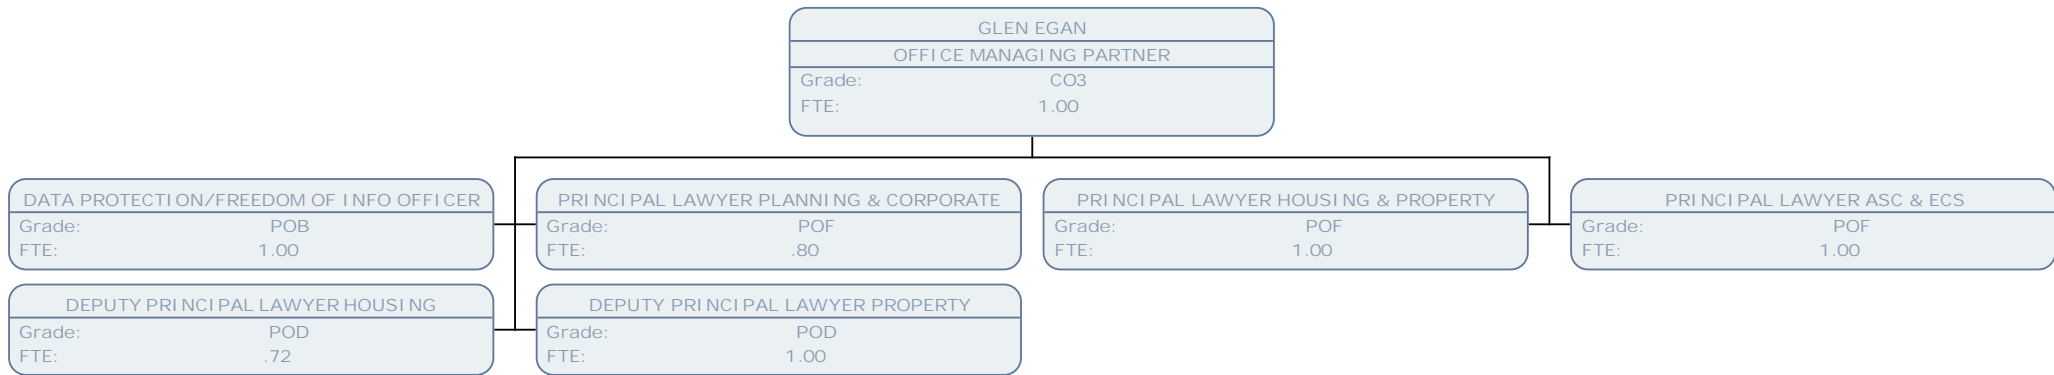 GLEN EGAN
OFFICE MANAGING PARTNER
Grade: CO3
FTE: 1.00
DATA PROTECTION/FREEDOM OF INFO OFFICER
Grade: POB
FTE: 1.00
PRINCIPAL LAWYER PLANNING & CORPORATE
Grade: POF
FTE: .80
PRINCIPAL LAWYER HOUSING & PROPERTY
Grade: POF
FTE: 1.00
PRINCIPAL LAWYER ASC & ECS
Grade: POF
FTE: 1.00
DEPUTY PRINCIPAL LAWYER HOUSING
Grade: POD
FTE: .72
DEPUTY PRINCIPAL LAWYER PROPERTY
Grade: POD
FTE: 1.00